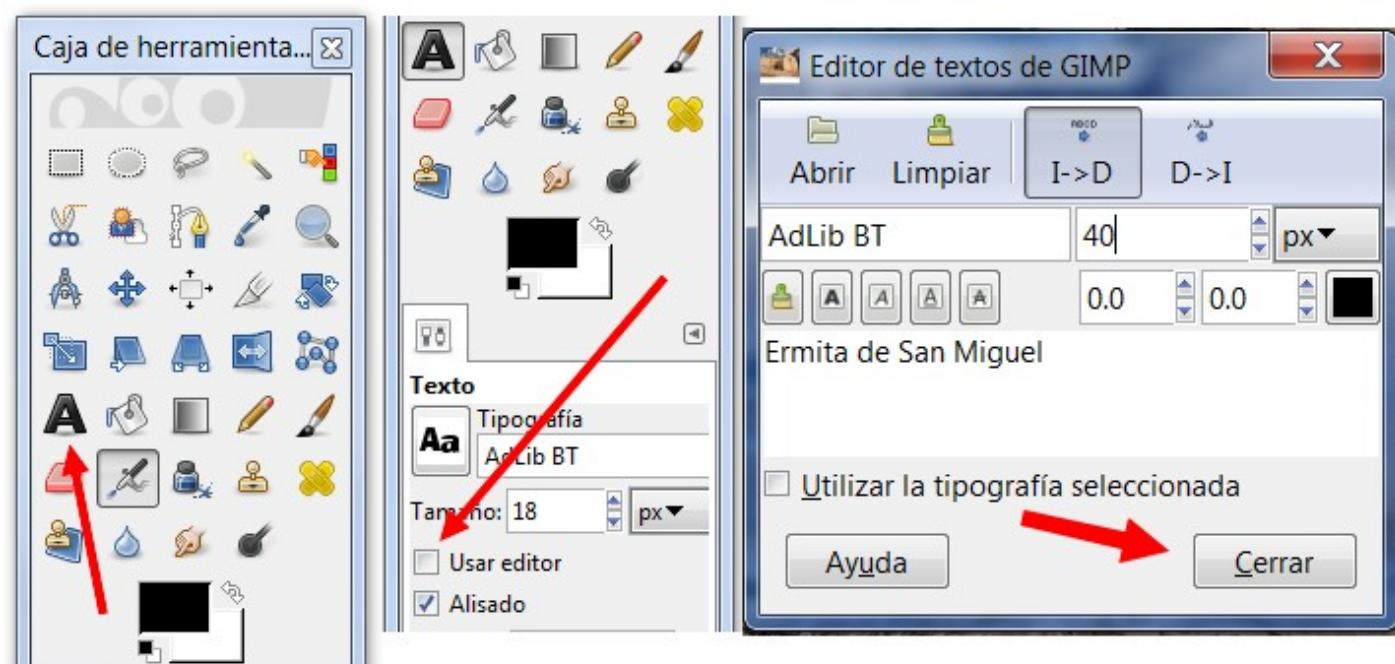 Caja de herramienta...
A
A
Texto
Aa
Tipografía
AdLib BT
Tamaño: 18 px
Usar editor
Alisado
Editor de textos de GIMP
Abrir
Limpiar
ABCD
I->D
D->I
AdLib BT
40
px
A
A
A
A
0.0
0.0
Ermita de San Miguel
Utilizar la tipografía seleccionada
Ayuda
Cerrar